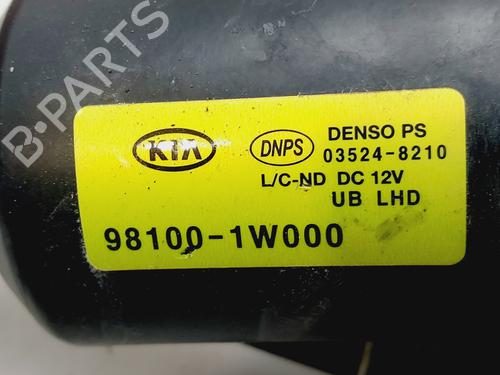 B-PARTS
KIA
DNPS
DENSO PS
03524-8210
L/C-ND DC 12V
UB LHD
98100-1W000